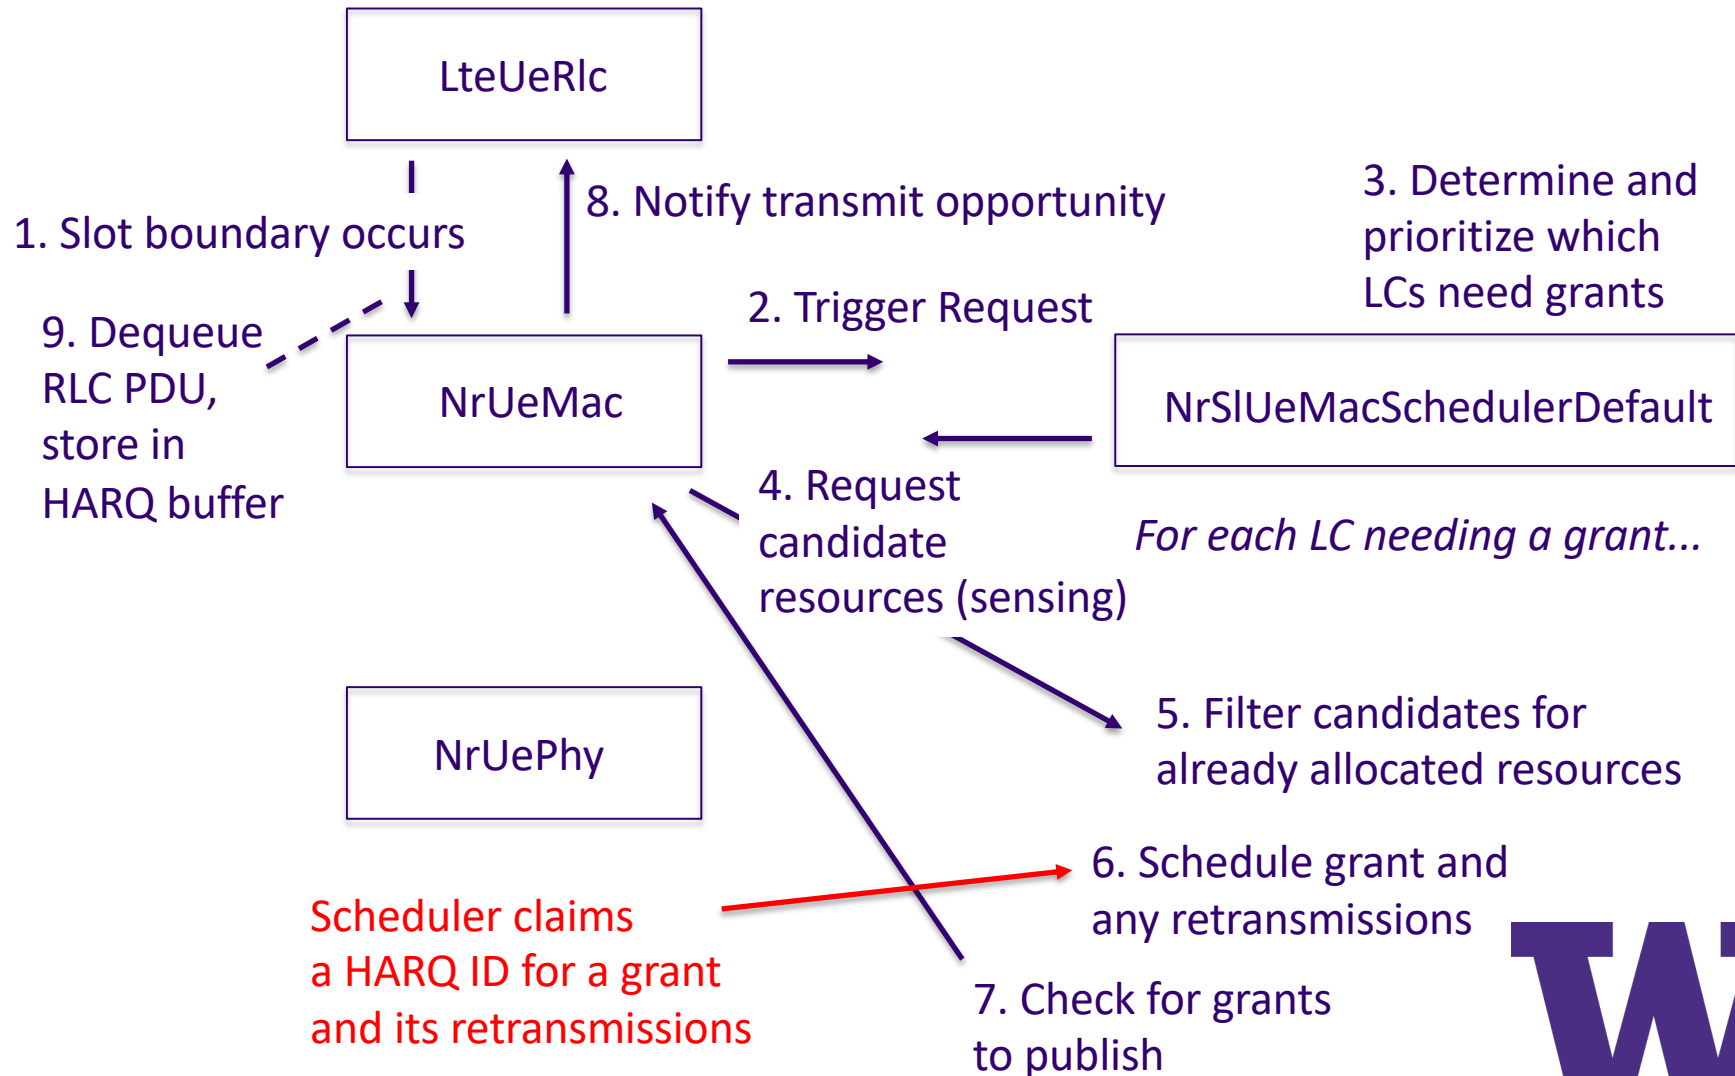 LteUeRlc
1. Slot boundary occurs
8. Notify transmit opportunity
3. Determine and
prioritize which
LCs need grants
2. Trigger Request
9. Dequeue
RLC PDU,
store in
HARQ buffer
NrUeMac
NrSlUeMacSchedulerDefault
4. Request
candidate
resources (sensing)
For each LC needing a grant...
NrUePhy
5. Filter candidates for
already allocated resources
6. Schedule grant and
any retransmissions
Scheduler claims
a HARQ ID for a grant
and its retransmissions
7. Check for grants
to publish
W